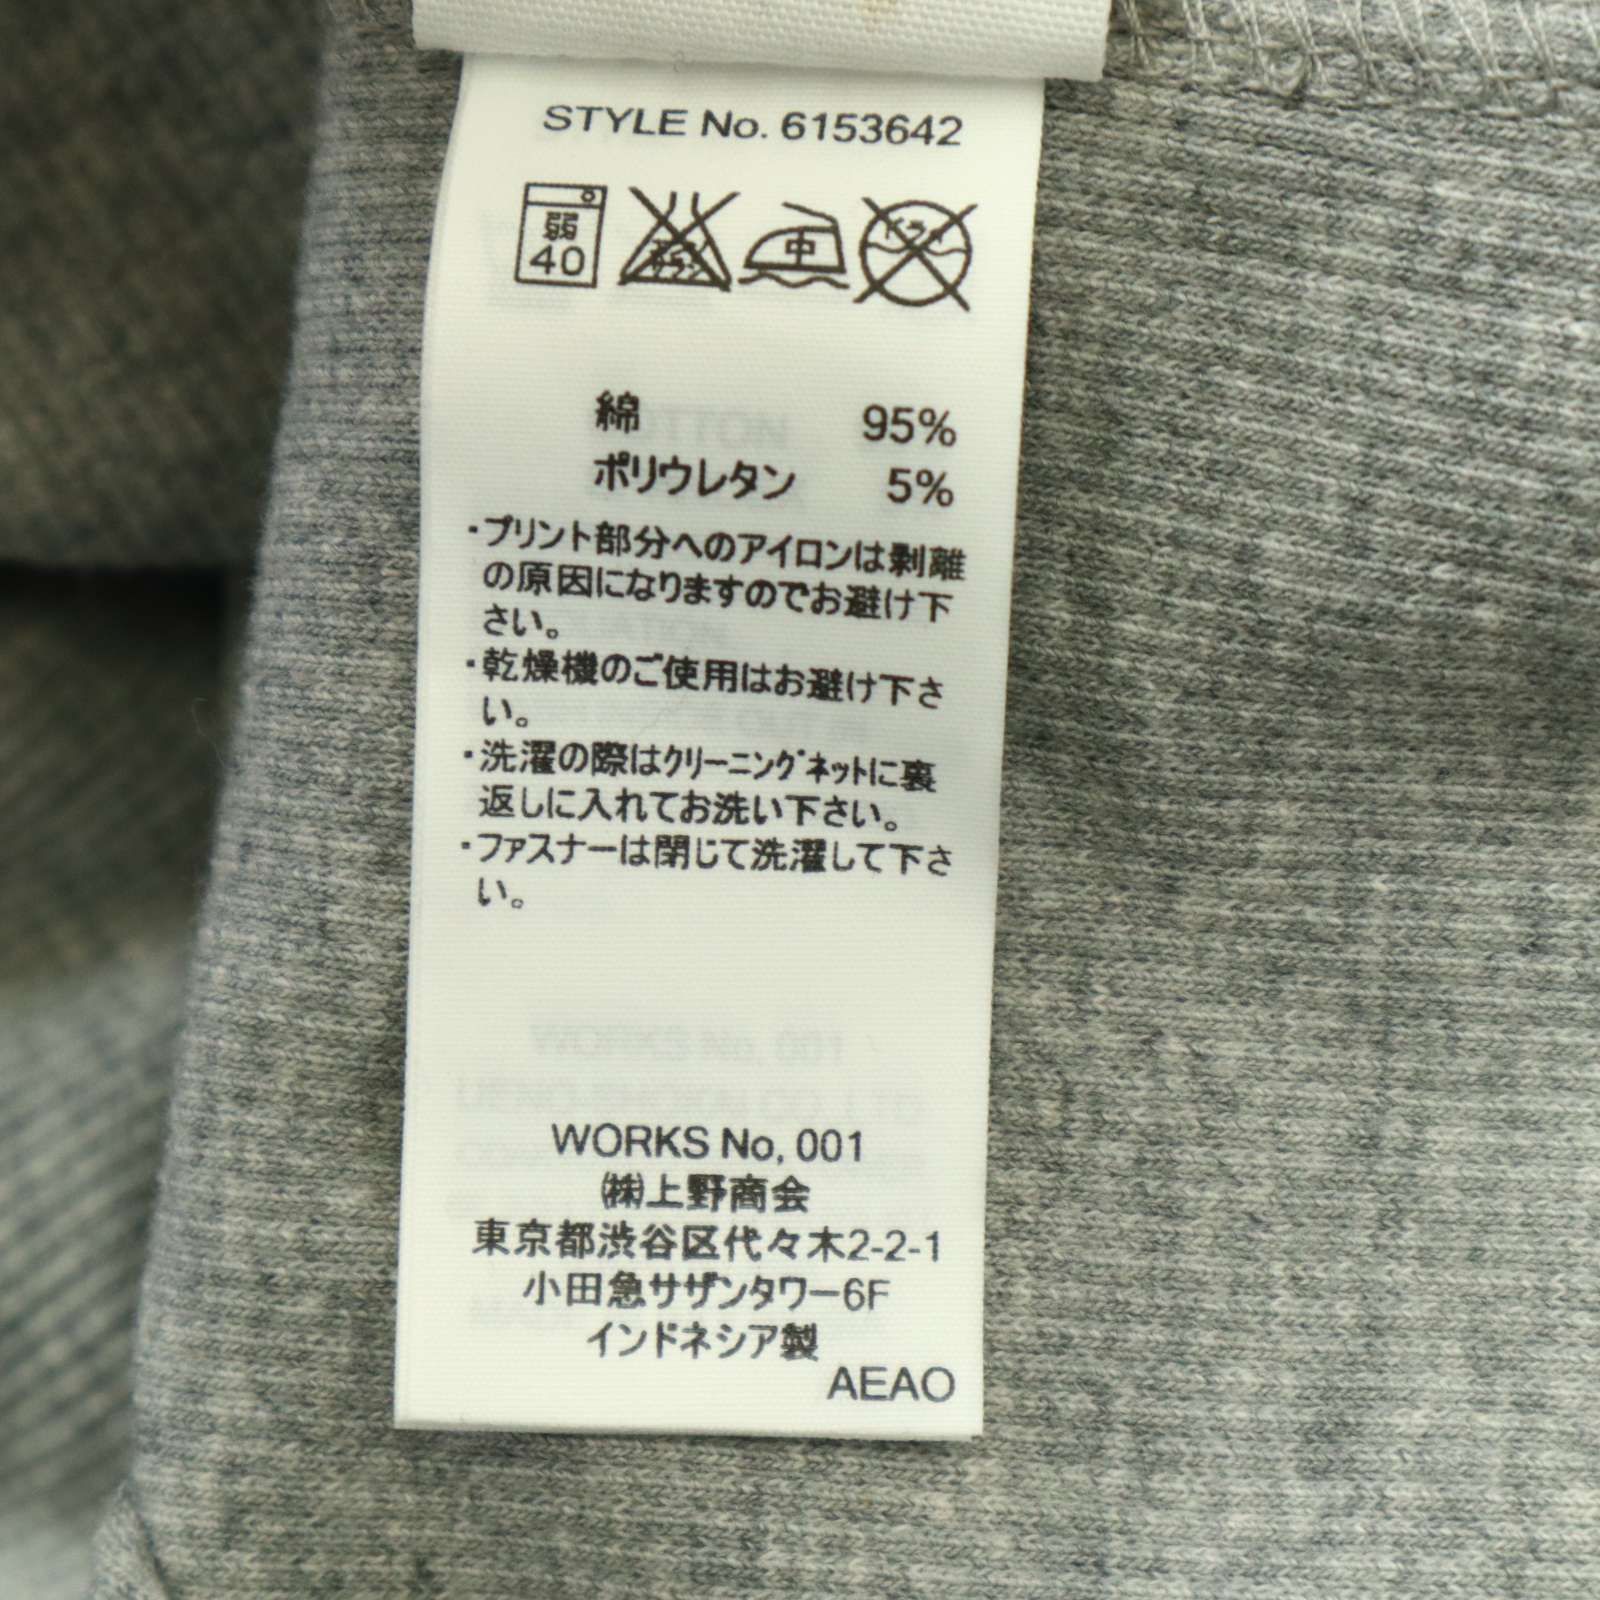 STYLE No. 6153642
弱
40
中
綿 95%
ポリウレタン 5%
・プリント部分へのアイロンは剥離
の原因になりますのでお避け下
さい。
・乾燥機のご使用はお避け下さ
い。
・洗濯の際はｸﾘｰﾆﾝｸﾞﾈｯﾄに裏
返しに入れてお洗い下さい。
・ファスナーは閉じて洗濯して下さ
い。
WORKS No, 001
㈱上野商会
東京都渋谷区代々木2-2-1
小田急サザンタワー6F
インドネシア製
AEAO